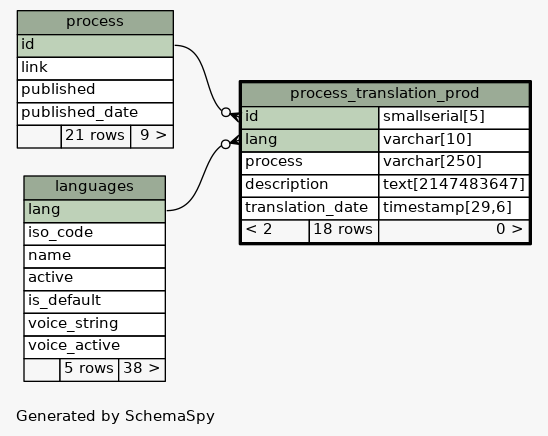 process
id
link
published
published_date
21 rows 9 >
process_translation_prod
id smallserial[5]
lang varchar[10]
process varchar[250]
description text[2147483647]
translation_date timestamp[29,6]
< 2 18 rows 0 >
languages
lang
iso_code
name
active
is_default
voice_string
voice_active
5 rows 38 >
Generated by SchemaSpy